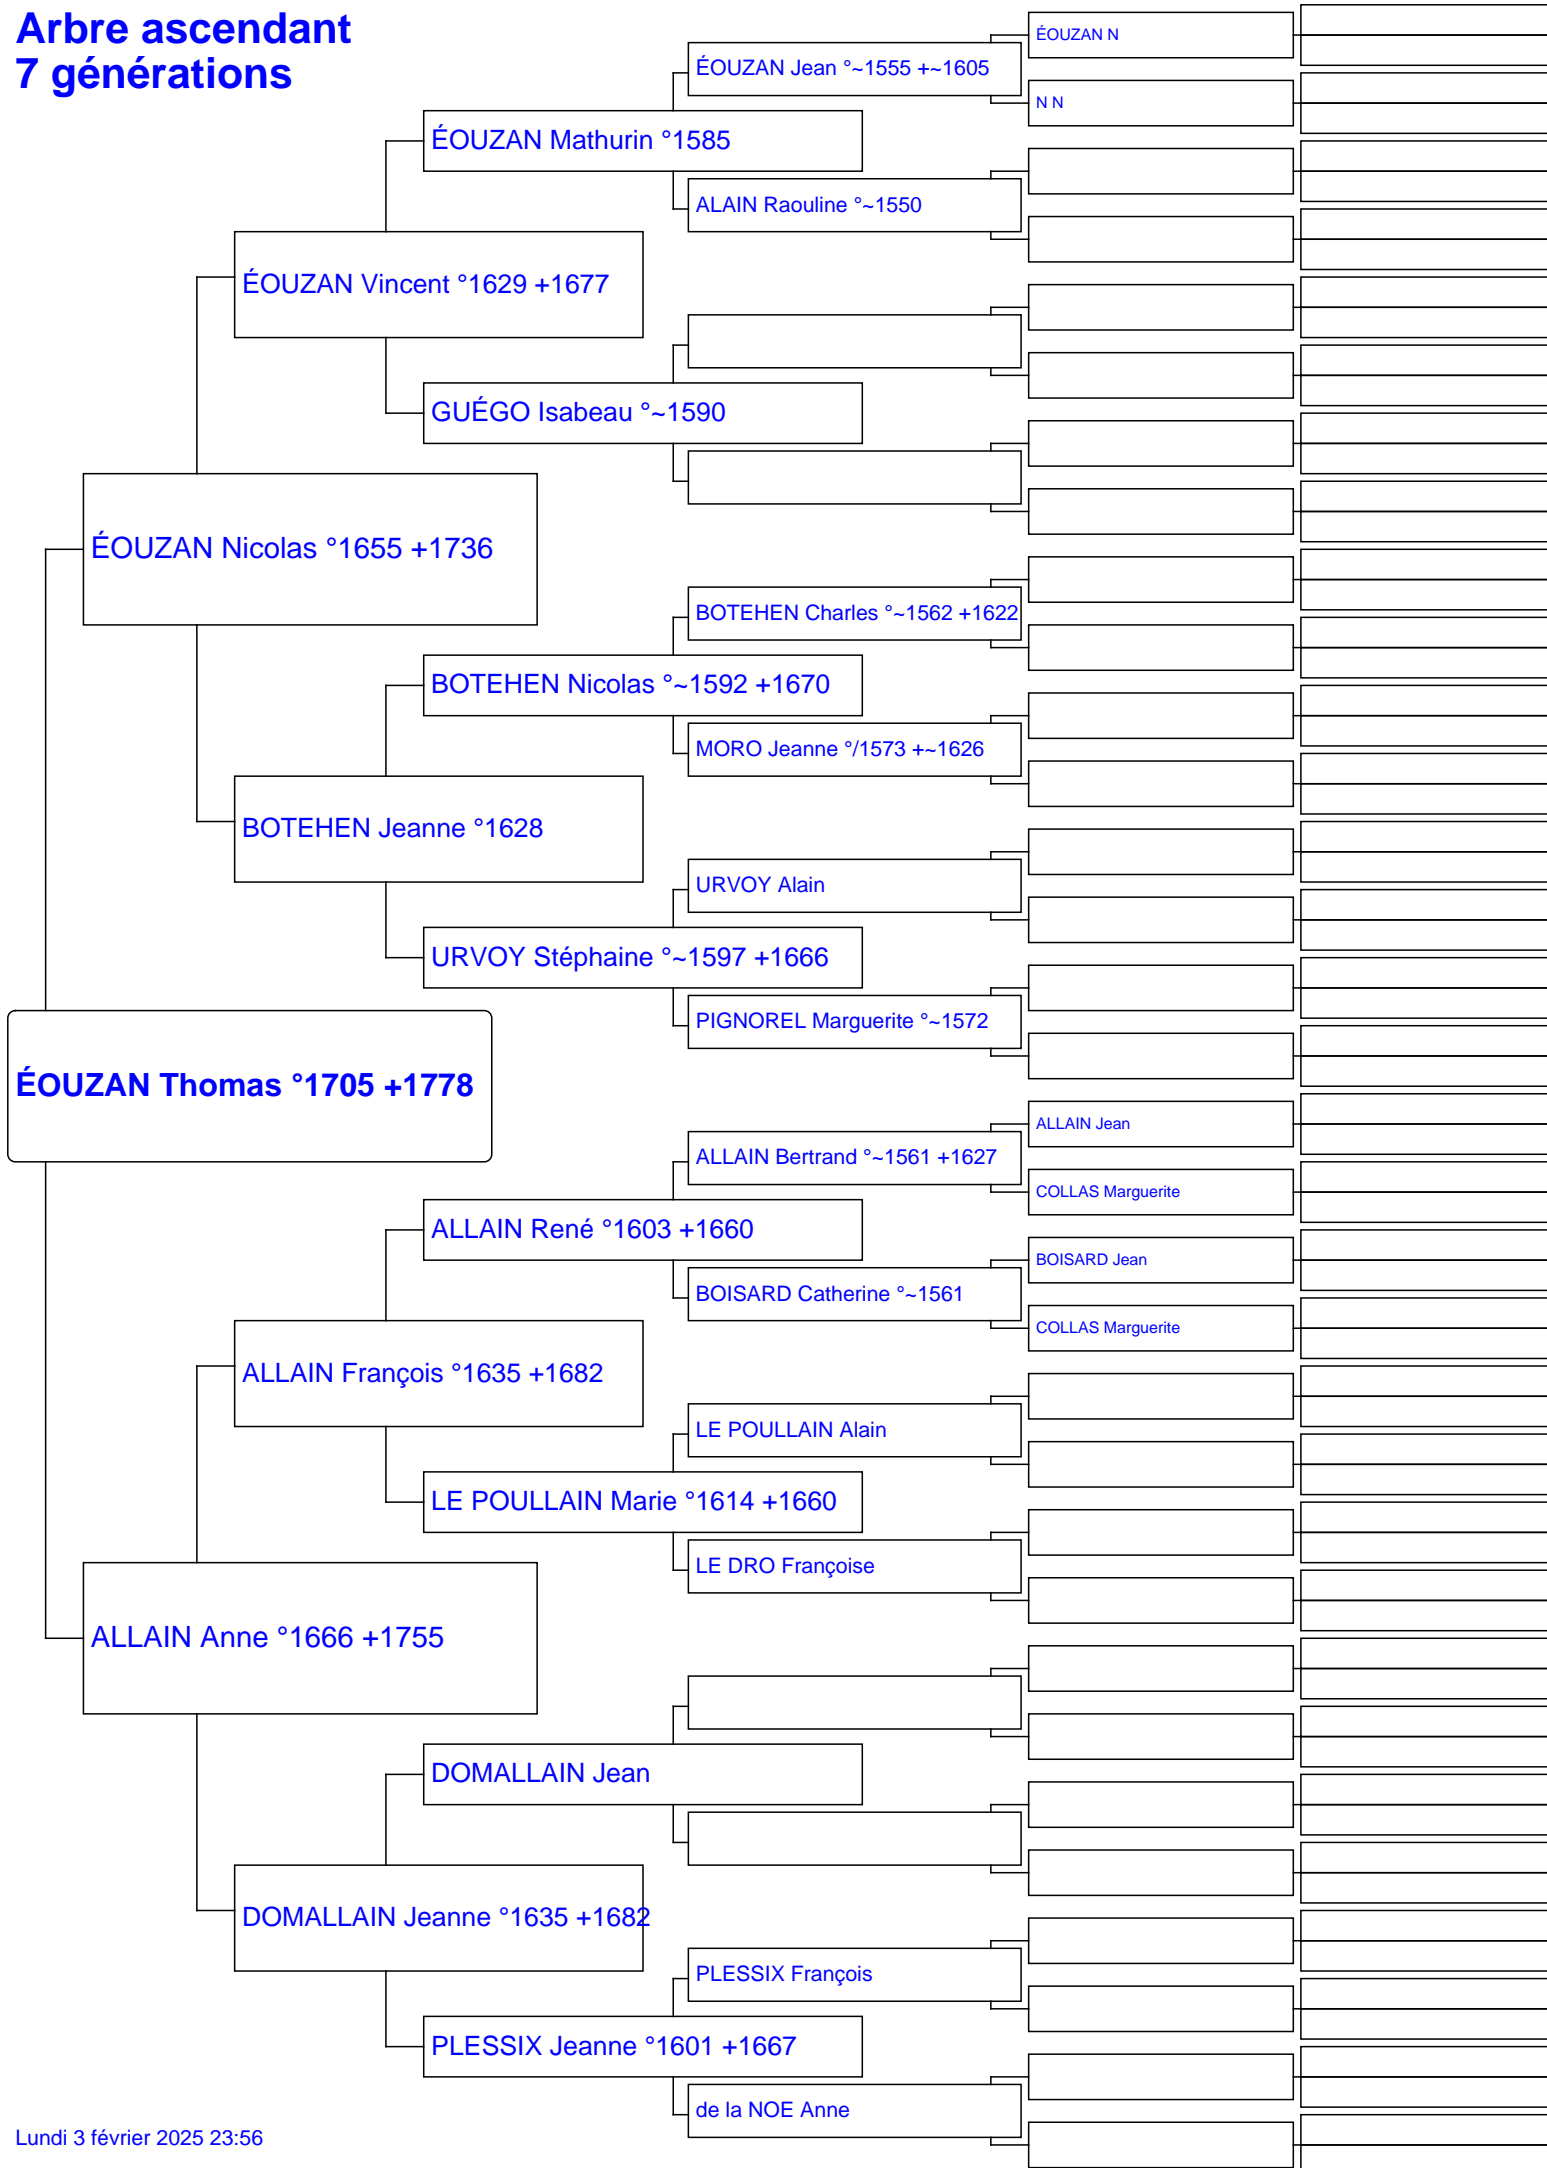 Arbre ascendant
7 générations
ÉOUZAN N
ÉOUZAN Jean °~1555 +~1605
N N
ÉOUZAN Mathurin °1585
ALAIN Raouline °~1550
ÉOUZAN Vincent °1629 +1677
GUÉGO Isabeau °~1590
ÉOUZAN Nicolas °1655 +1736
BOTEHEN Charles °~1562 +1622
BOTEHEN Nicolas °~1592 +1670
MORO Jeanne °/1573 +~1626
BOTEHEN Jeanne °1628
URVOY Alain
URVOY Stéphaine °~1597 +1666
PIGNOREL Marguerite °~1572
ÉOUZAN Thomas °1705 +1778
ALLAIN Jean
ALLAIN Bertrand °~1561 +1627
COLLAS Marguerite
ALLAIN René °1603 +1660
BOISARD Jean
BOISARD Catherine °~1561
COLLAS Marguerite
ALLAIN François °1635 +1682
LE POULLAIN Alain
LE POULLAIN Marie °1614 +1660
LE DRO Françoise
ALLAIN Anne °1666 +1755
DOMALLAIN Jean
DOMALLAIN Jeanne °1635 +1682
PLESSIX François
PLESSIX Jeanne °1601 +1667
de la NOE Anne
Lundi 3 février 2025 23:56